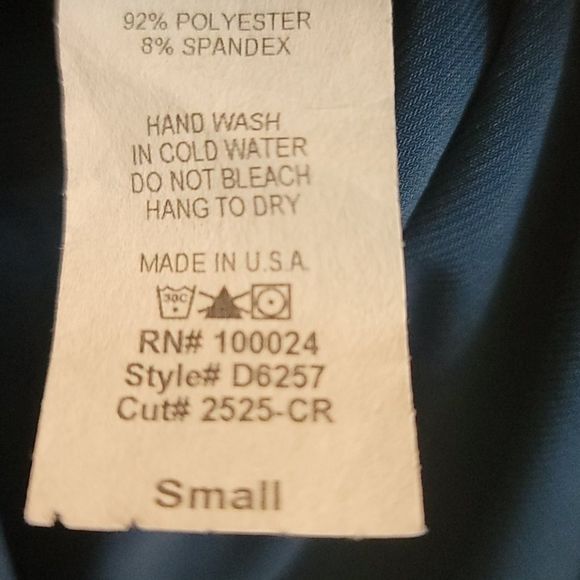 92% POLYESTER
8% SPANDEX
HAND WASH
IN COLD WATER
DO NOT BLEACH
HANG TO DRY
MADE IN U.S.A.
30C
RN# 100024
Style# D6257
Cut# 2525-CR
Small